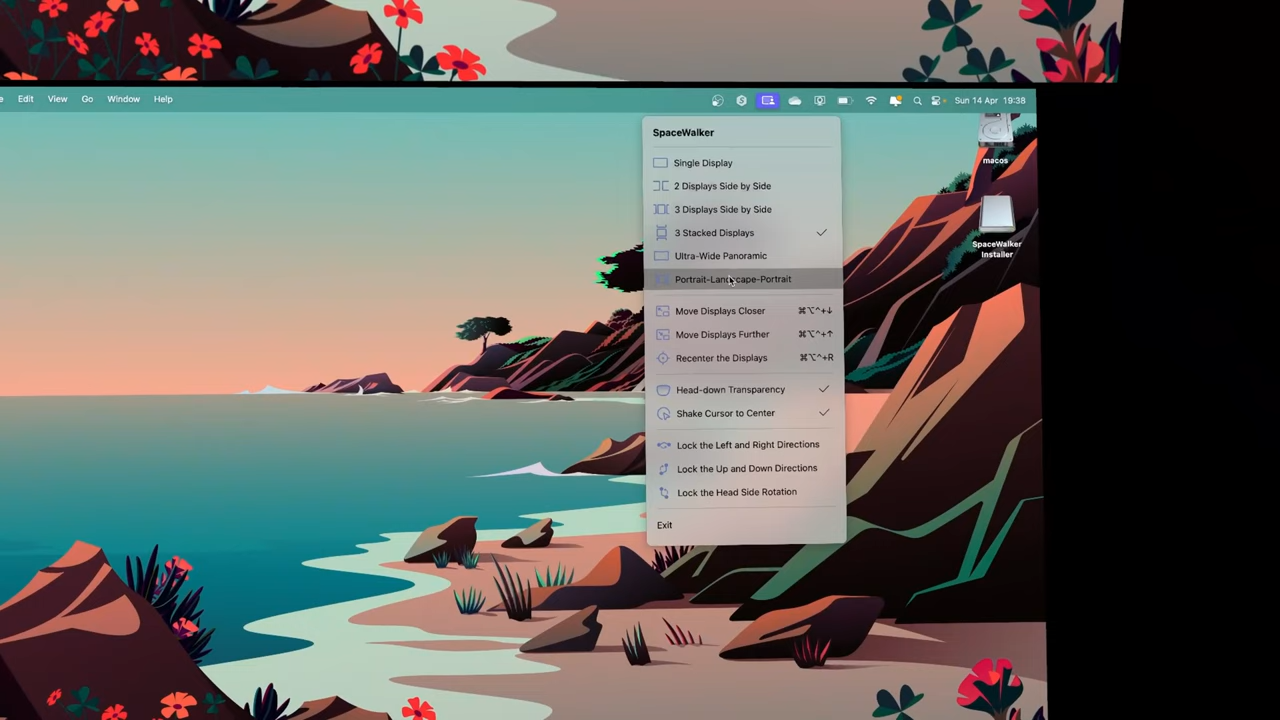 e Edit View Go Window Help Sun 14 Apr 19:38
SpaceWalker
Single Display
2 Displays Side by Side
3 Displays Side by Side
3 Stacked Displays
Ultra-Wide Panoramic
Portrait-Landscape-Portrait
Move Displays Closer ⌘⌥^+↓
Move Displays Further ⌘⌥^+↑
Recenter the Displays ⌘⌥^+R
Head-down Transparency
Shake Cursor to Center
Lock the Left and Right Directions
Lock the Up and Down Directions
Lock the Head Side Rotation
Exit
macos
SpaceWalker
Installer